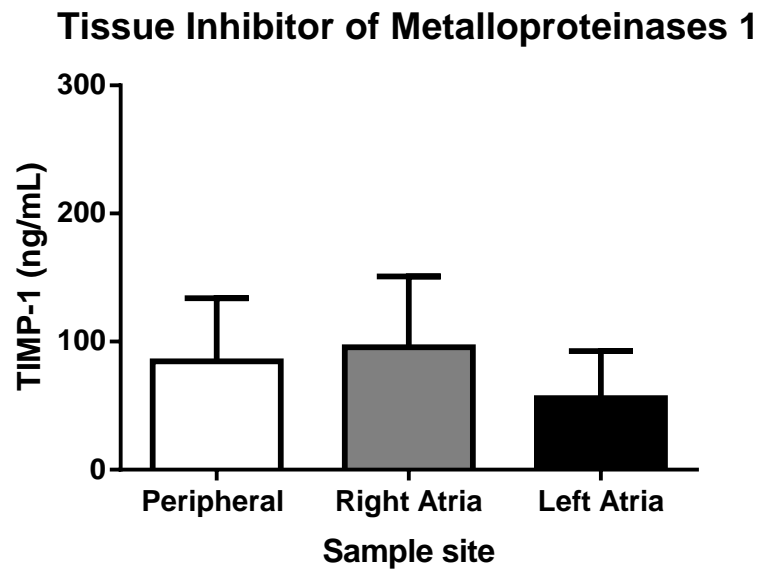 Tissue Inhibitor of Metalloproteinases 1
300
200
100
0
TIMP-1 (ng/mL)
Peripheral Right Atria Left Atria
Sample site